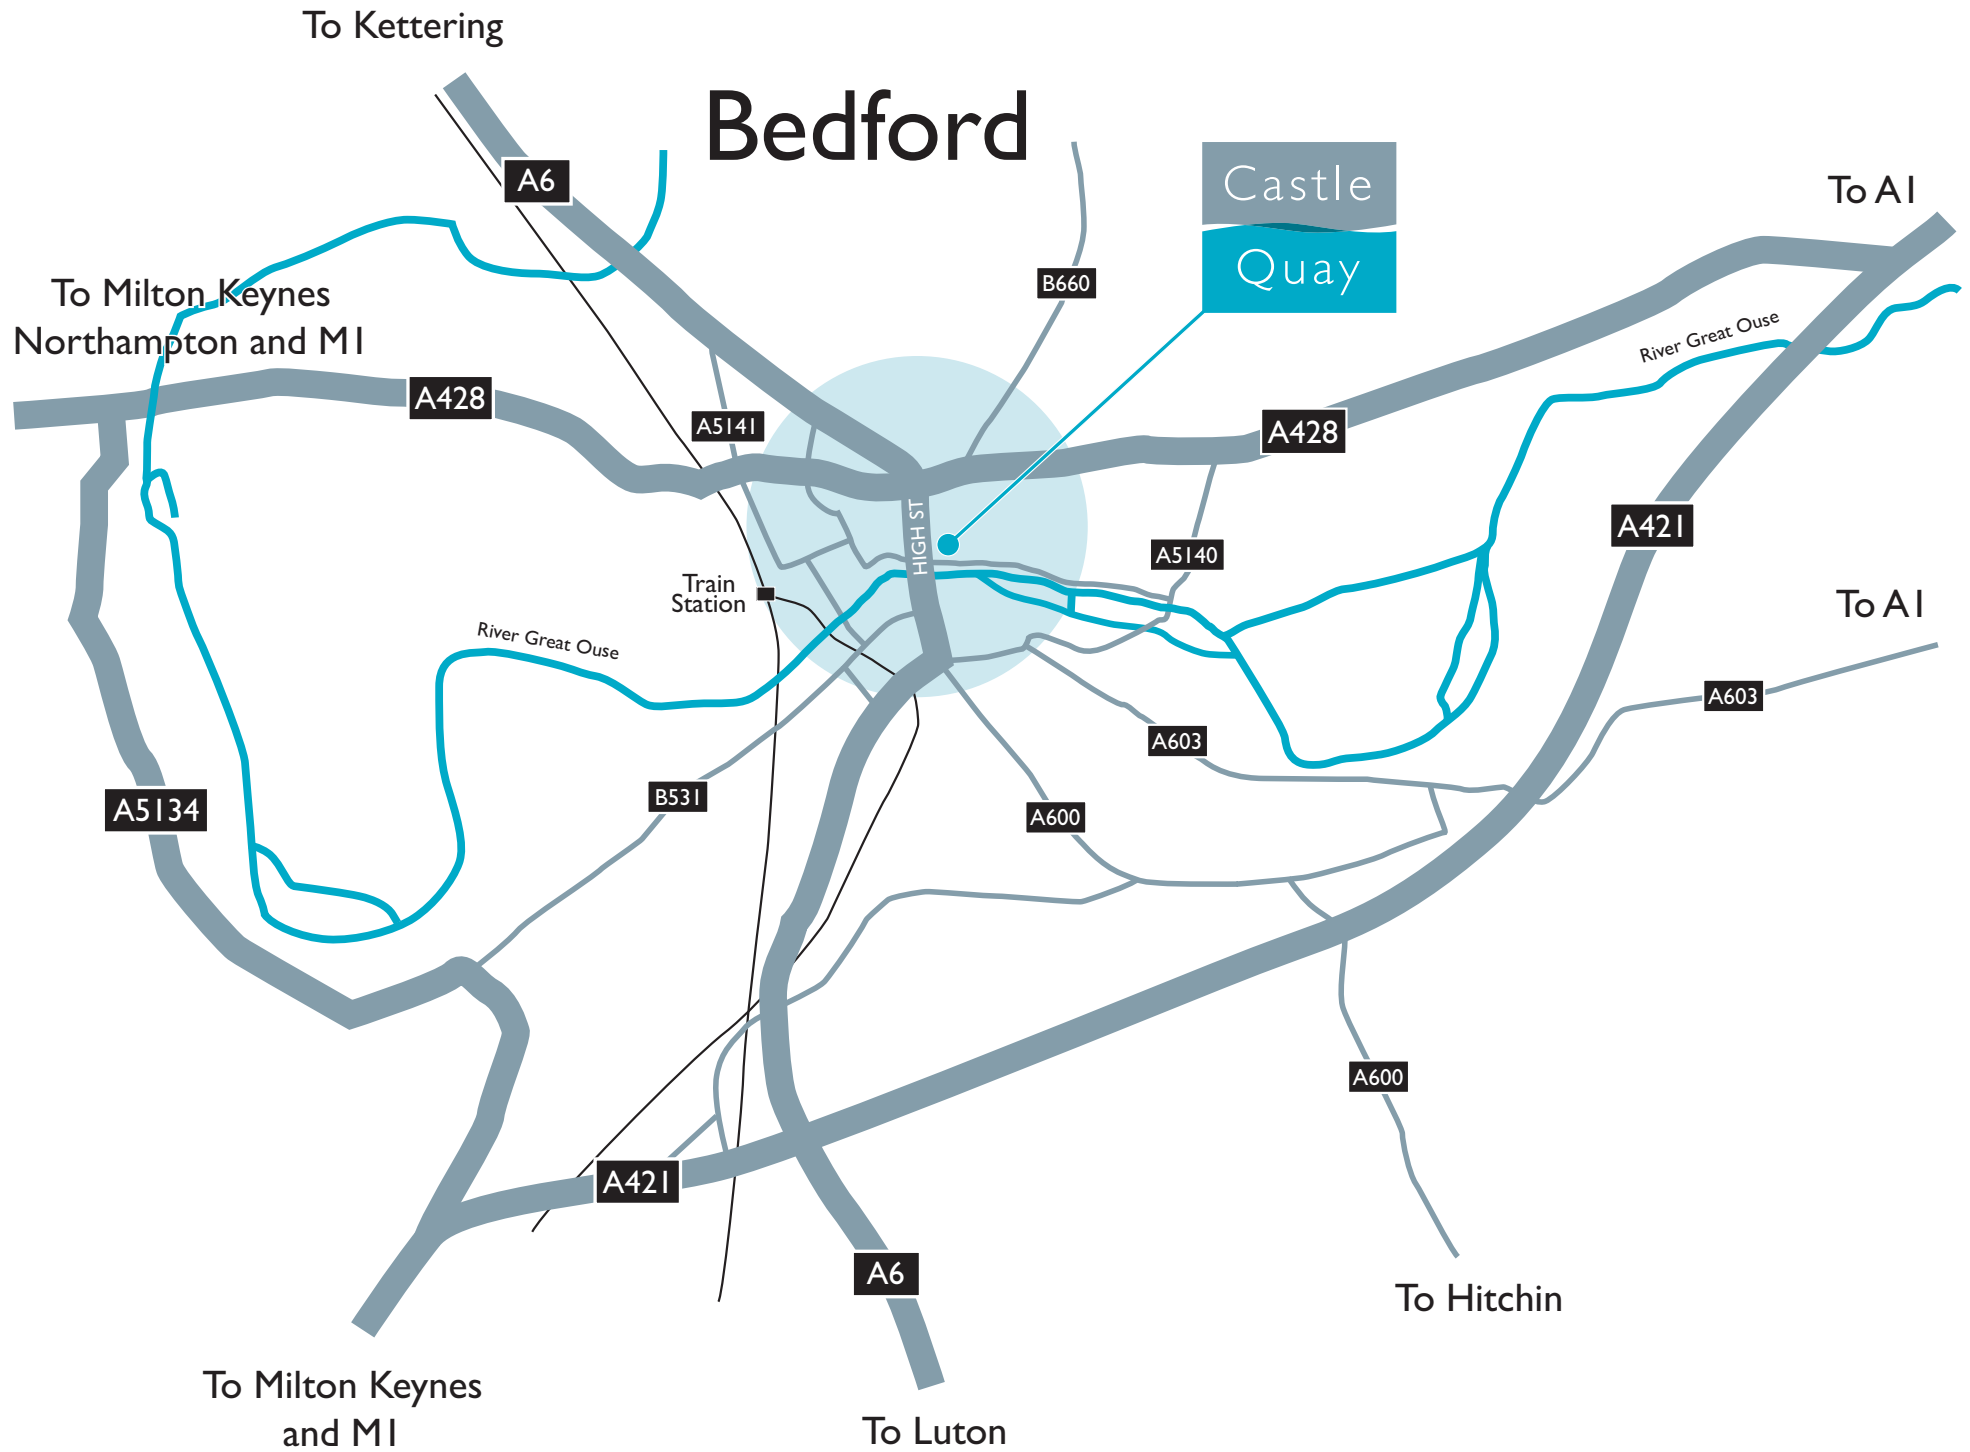 To Kettering
Bedford
A6
Castle
Quay
To A1
B660
To Milton Keynes
Northampton and M1
River Great Ouse
A428
A5141
A428
HIGH ST
A421
A5140
Train
Station
To A1
River Great Ouse
A603
A603
B531
A5134
A600
A600
A421
A6
To Hitchin
To Milton Keynes
and M1
To Luton